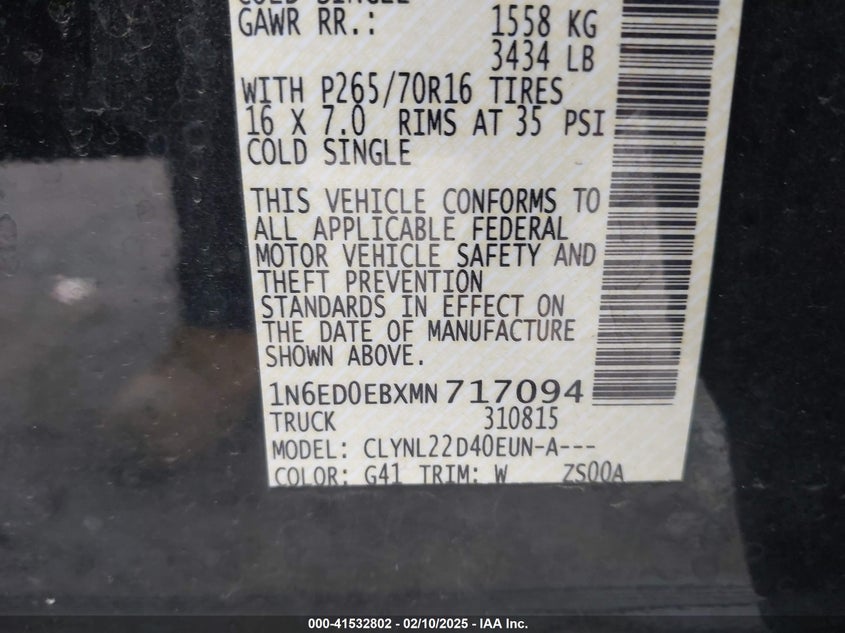 COLD SINGLE
GAWR RR.: 1558 KG
3434 LB
WITH P265/70R16 TIRES
16 X 7.0 RIMS AT 35 PSI
COLD SINGLE
THIS VEHICLE CONFORMS TO
ALL APPLICABLE FEDERAL
MOTOR VEHICLE SAFETY AND
THEFT PREVENTION
STANDARDS IN EFFECT ON
THE DATE OF MANUFACTURE
SHOWN ABOVE.
1N6ED0EBXMN717094
TRUCK 310815
MODEL: CLYNL22D40EUN-A---
COLOR: G41 TRIM: W ZS00A
000-41532802 - 02/10/2025 - IAA Inc.